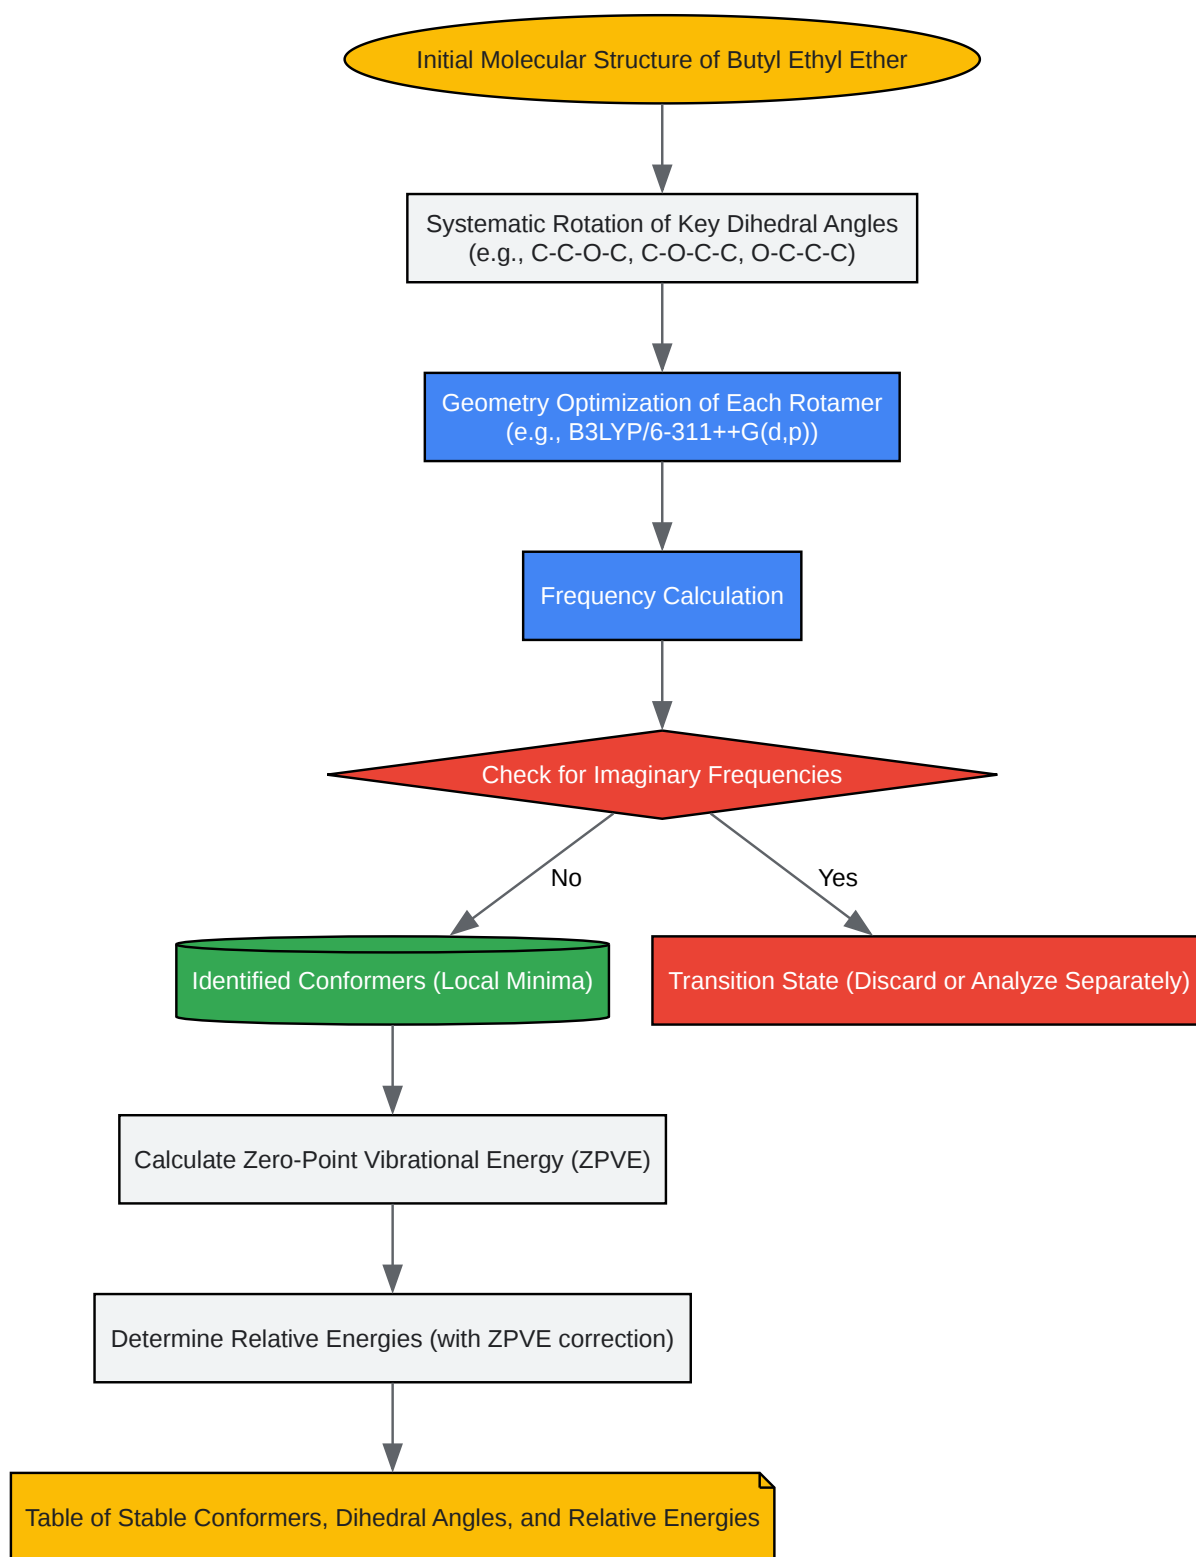 Initial Molecular Structure of Butyl Ethyl Ether
Systematic Rotation of Key Dihedral Angles
(e.g., C-C-O-C, C-O-C-C, O-C-C-C)
Geometry Optimization of Each Rotamer
(e.g., B3LYP/6-311++G(d,p))
Frequency Calculation
Check for Imaginary Frequencies
No
Yes
Identified Conformers (Local Minima)
Transition State (Discard or Analyze Separately)
Calculate Zero-Point Vibrational Energy (ZPVE)
Determine Relative Energies (with ZPVE correction)
Table of Stable Conformers, Dihedral Angles, and Relative Energies